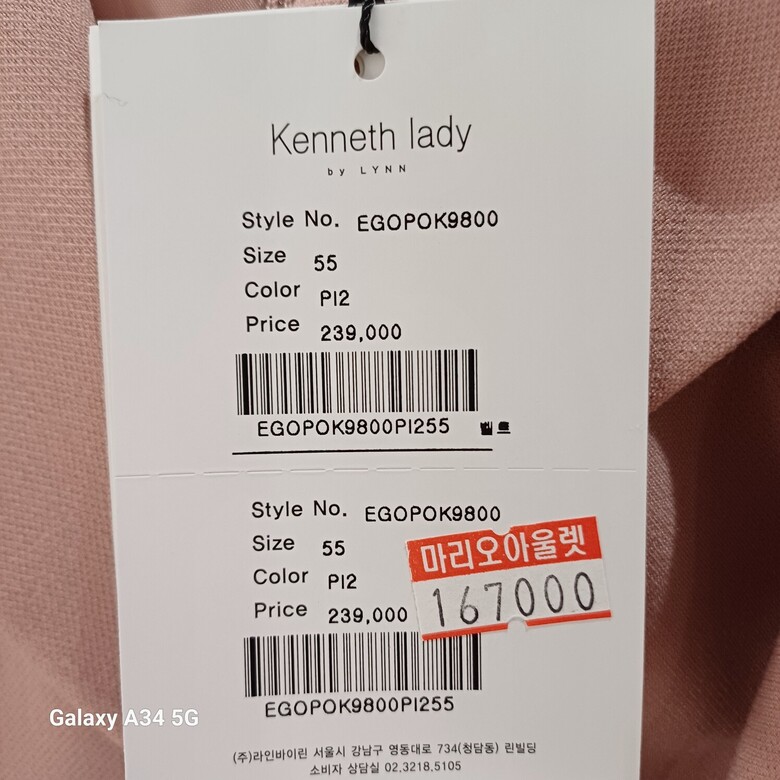 Kenneth lady
by LYNN
Style No. EGOPOK9800
Size 55
Color PI2
Price 239,000
EGOPOK9800PI255 벨트
Style No. EGOPOK9800
Size 55
Color PI2
Price 239,000
마리오아울렛
167000
EGOPOK9800PI255
(주)라인바이린 서울시 강남구 영동대로 734(청담동) 린빌딩
소비자 상담실 02.3218.5105
Galaxy A34 5G